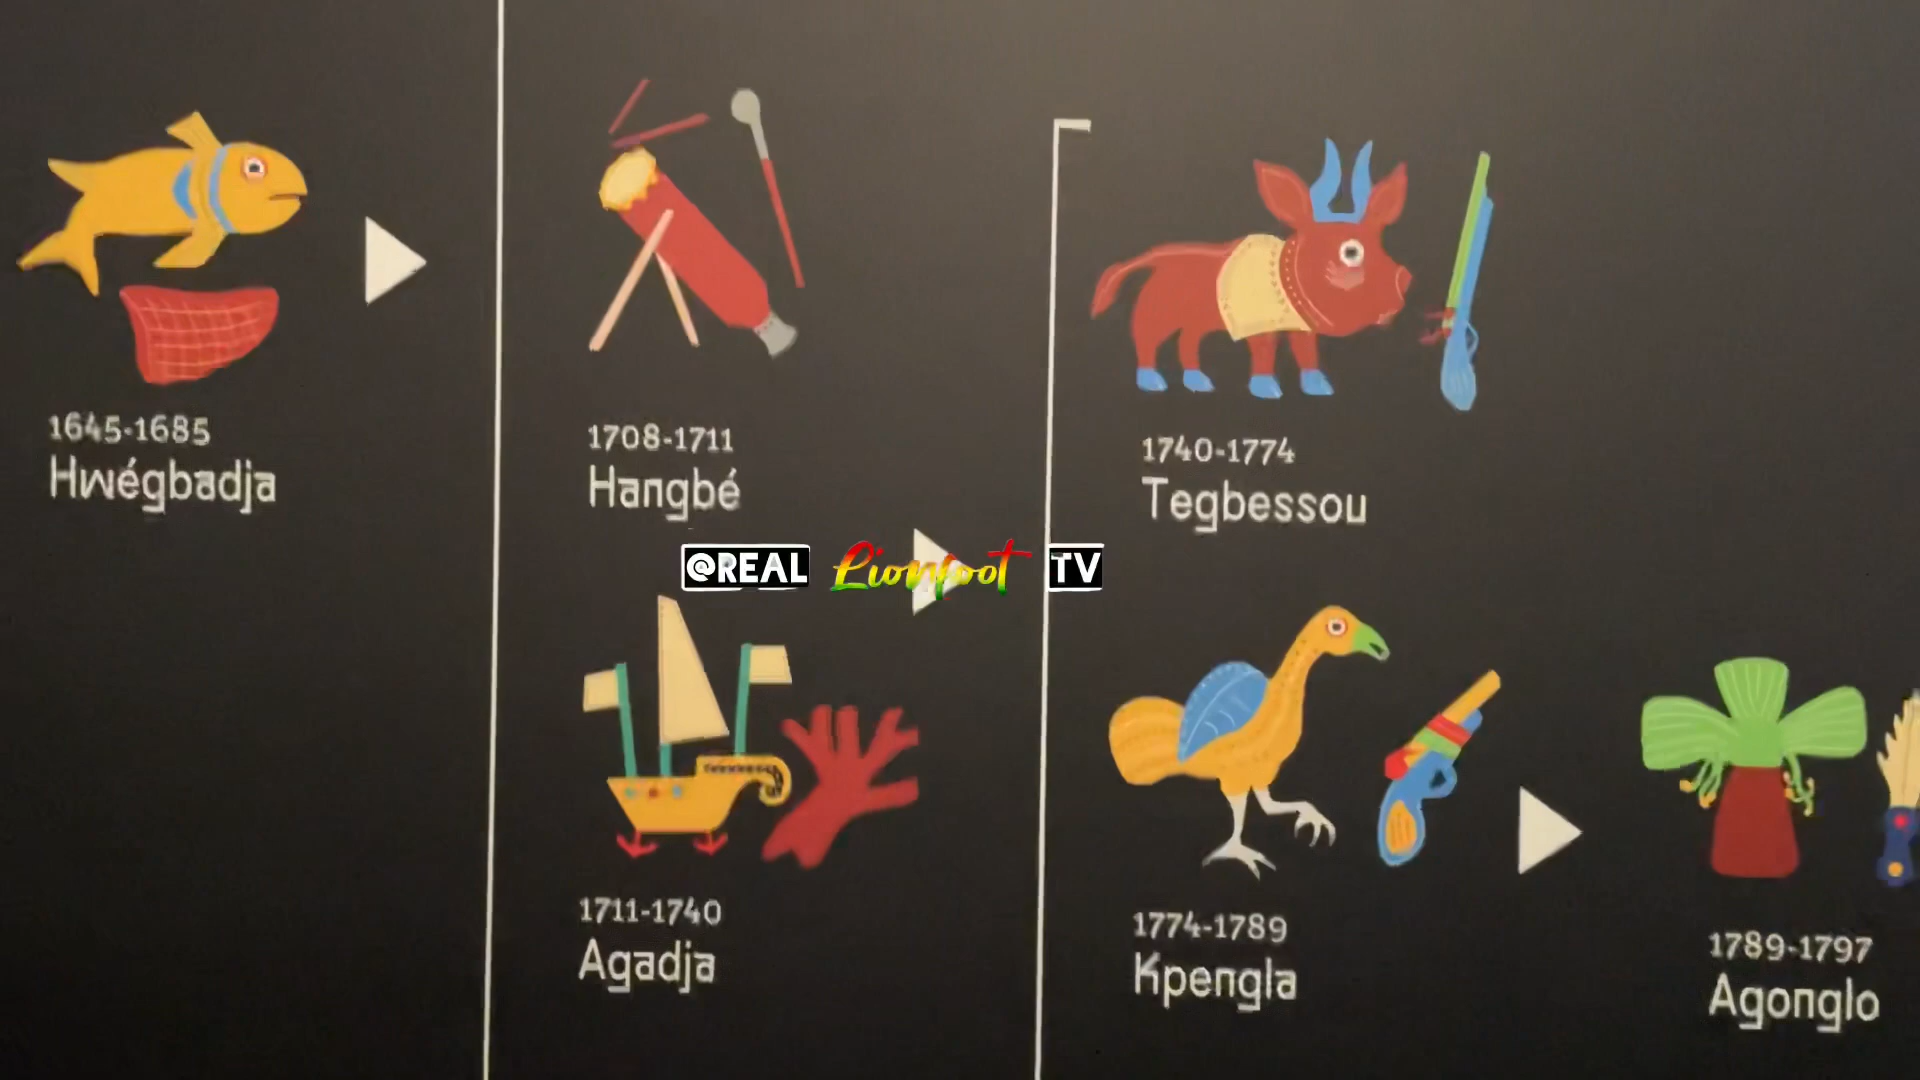 1645-1685
Hwégbadja
1708-1711
Hangbé
1740-1774
Tegbessou
@REAL Lionfoot TV
1711-1740
Agadja
1774-1789
Kpengla
1789-1797
Agonglo